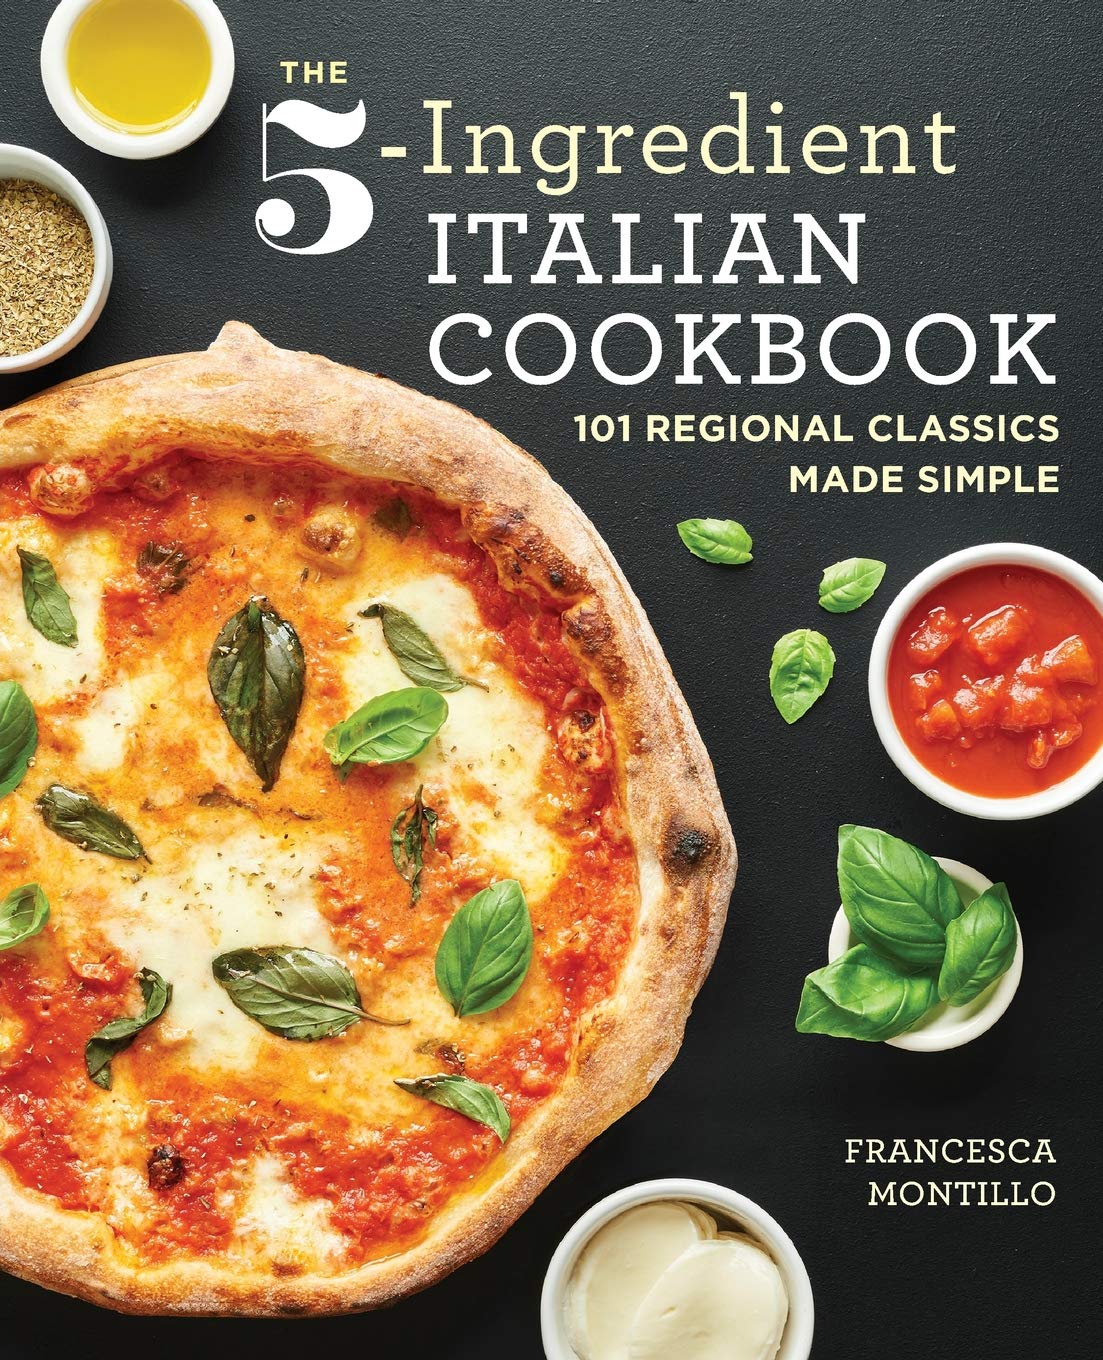 THE
5-Ingredient
ITALIAN
COOKBOOK
101 REGIONAL CLASSICS
MADE SIMPLE
FRANCESCA
MONTILLO